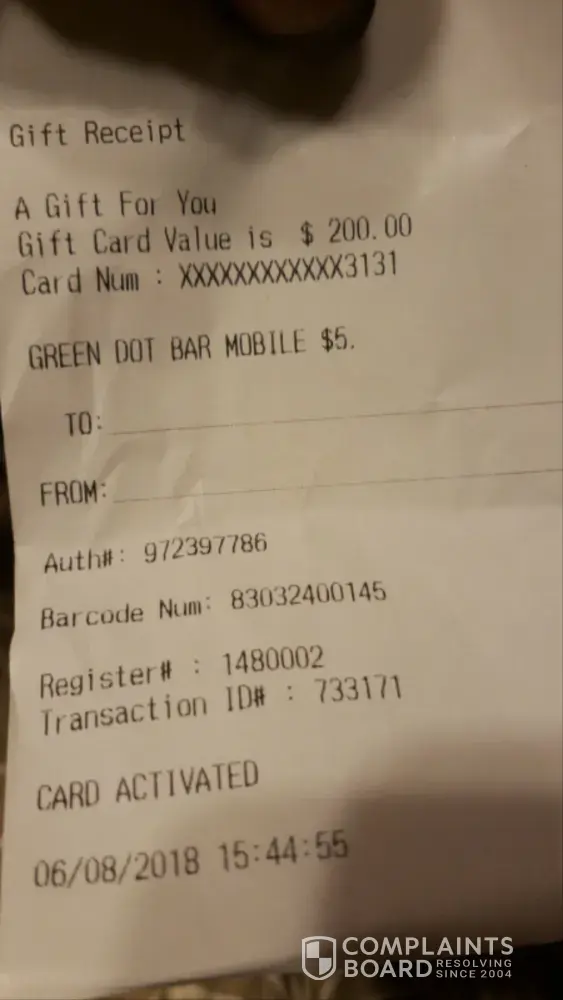 Gift Receipt
A Gift For You
Gift Card Value is $ 200.00
Card Num : XXXXXXXXXXXX3131
GREEN DOT BAR MOBILE $5.
TO:
FROM:
Auth#: 972397786
Barcode Num: 83032400145
Register# : 1480002
Transaction ID# : 733171
CARD ACTIVATED
06/08/2018 15:44:55
COMPLAINTS
BOARD RESOLVING
SINCE 2004